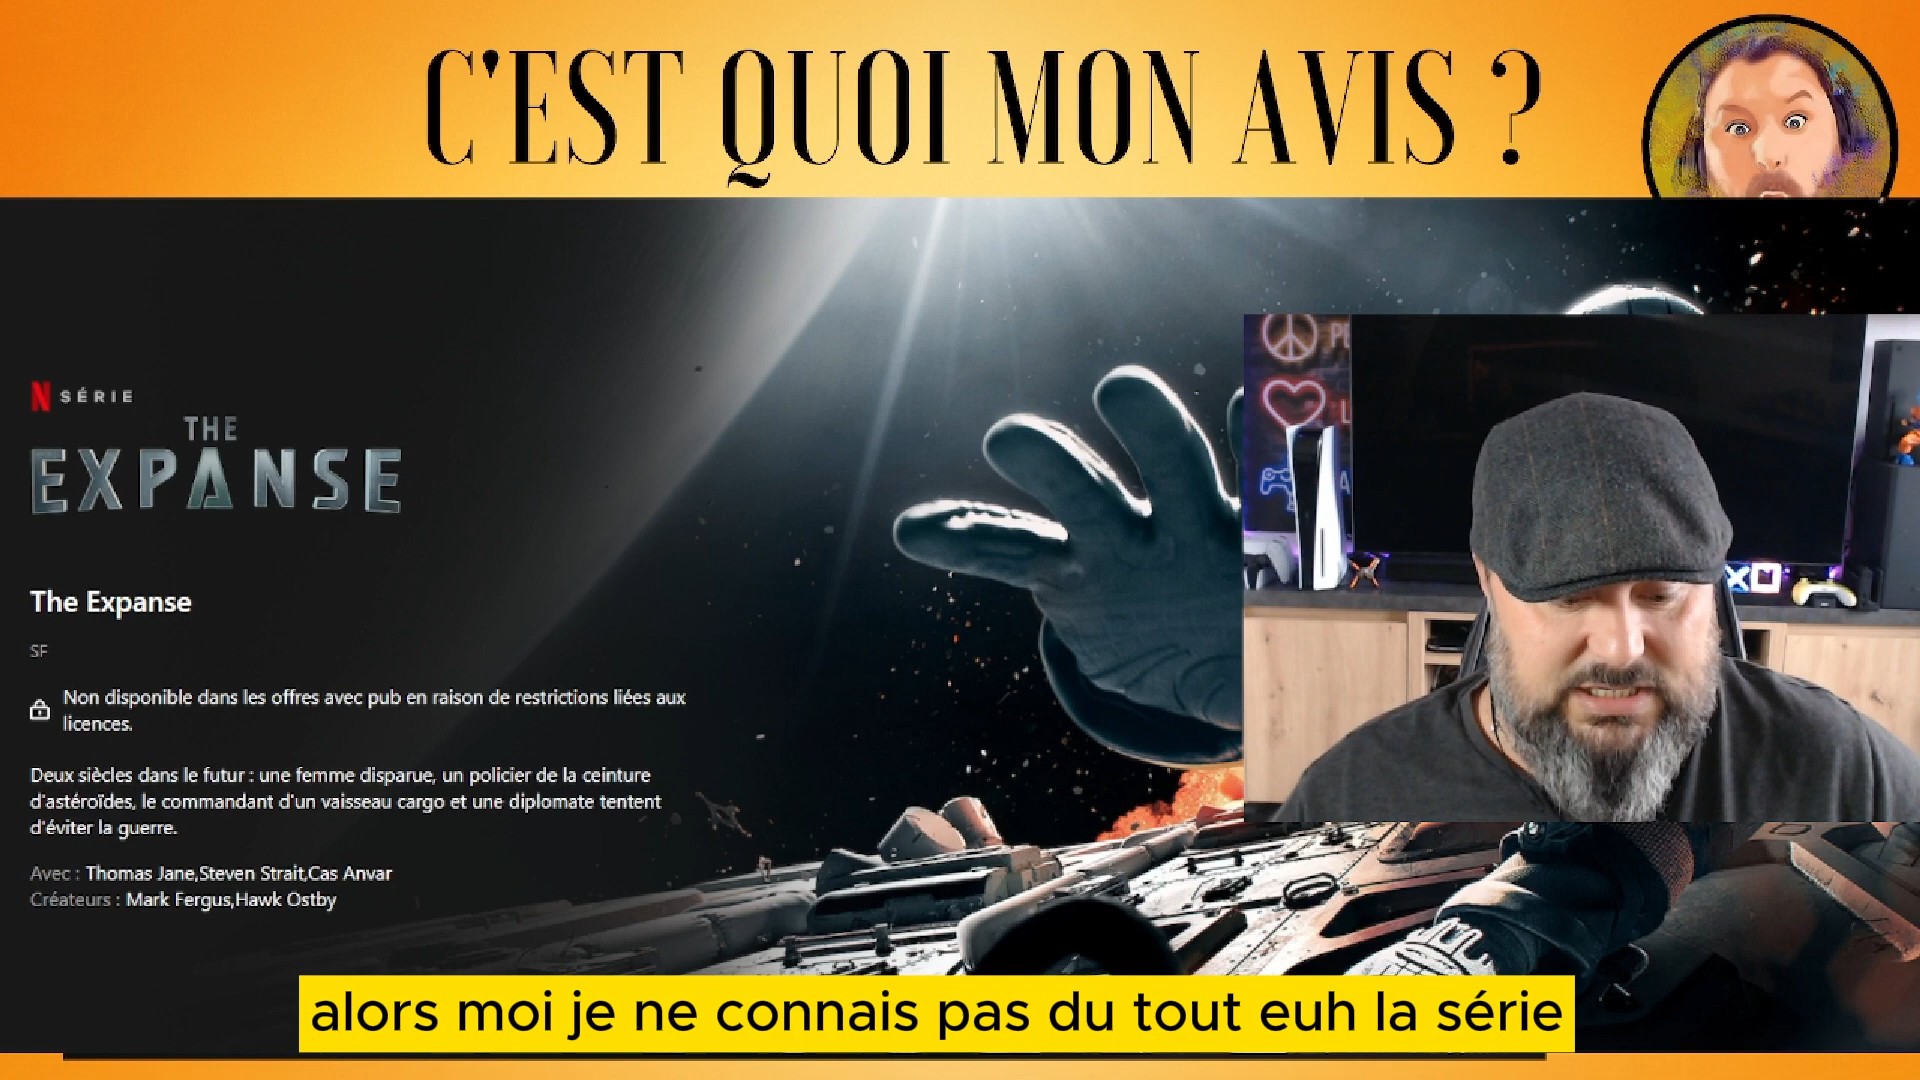 C'EST QUOI MON AVIS ?
N SÉRIE
THE
EXPANSE
The Expanse
SF
Non disponible dans les offres avec pub en raison de restrictions liées aux
licences.
Deux siècles dans le futur : une femme disparue, un policier de la ceinture
d'astéroïdes, le commandant d'un vaisseau cargo et une diplomate tentent
d'éviter la guerre.
Avec : Thomas Jane,Steven Strait,Cas Anvar
Créateurs : Mark Fergus,Hawk Ostby
alors moi je ne connais pas du tout euh la série